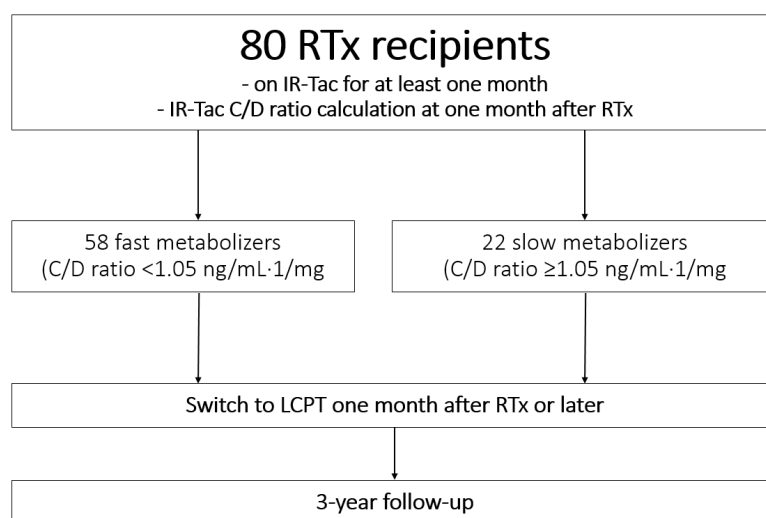 80 RTx recipients
- on IR-Tac for at least one month
- IR-Tac C/D ratio calculation at one month after RTx
58 fast metabolizers
(C/D ratio <1.05 ng/mL·1/mg
22 slow metabolizers
(C/D ratio ≥1.05 ng/mL·1/mg
Switch to LCPT one month after RTx or later
3-year follow-up